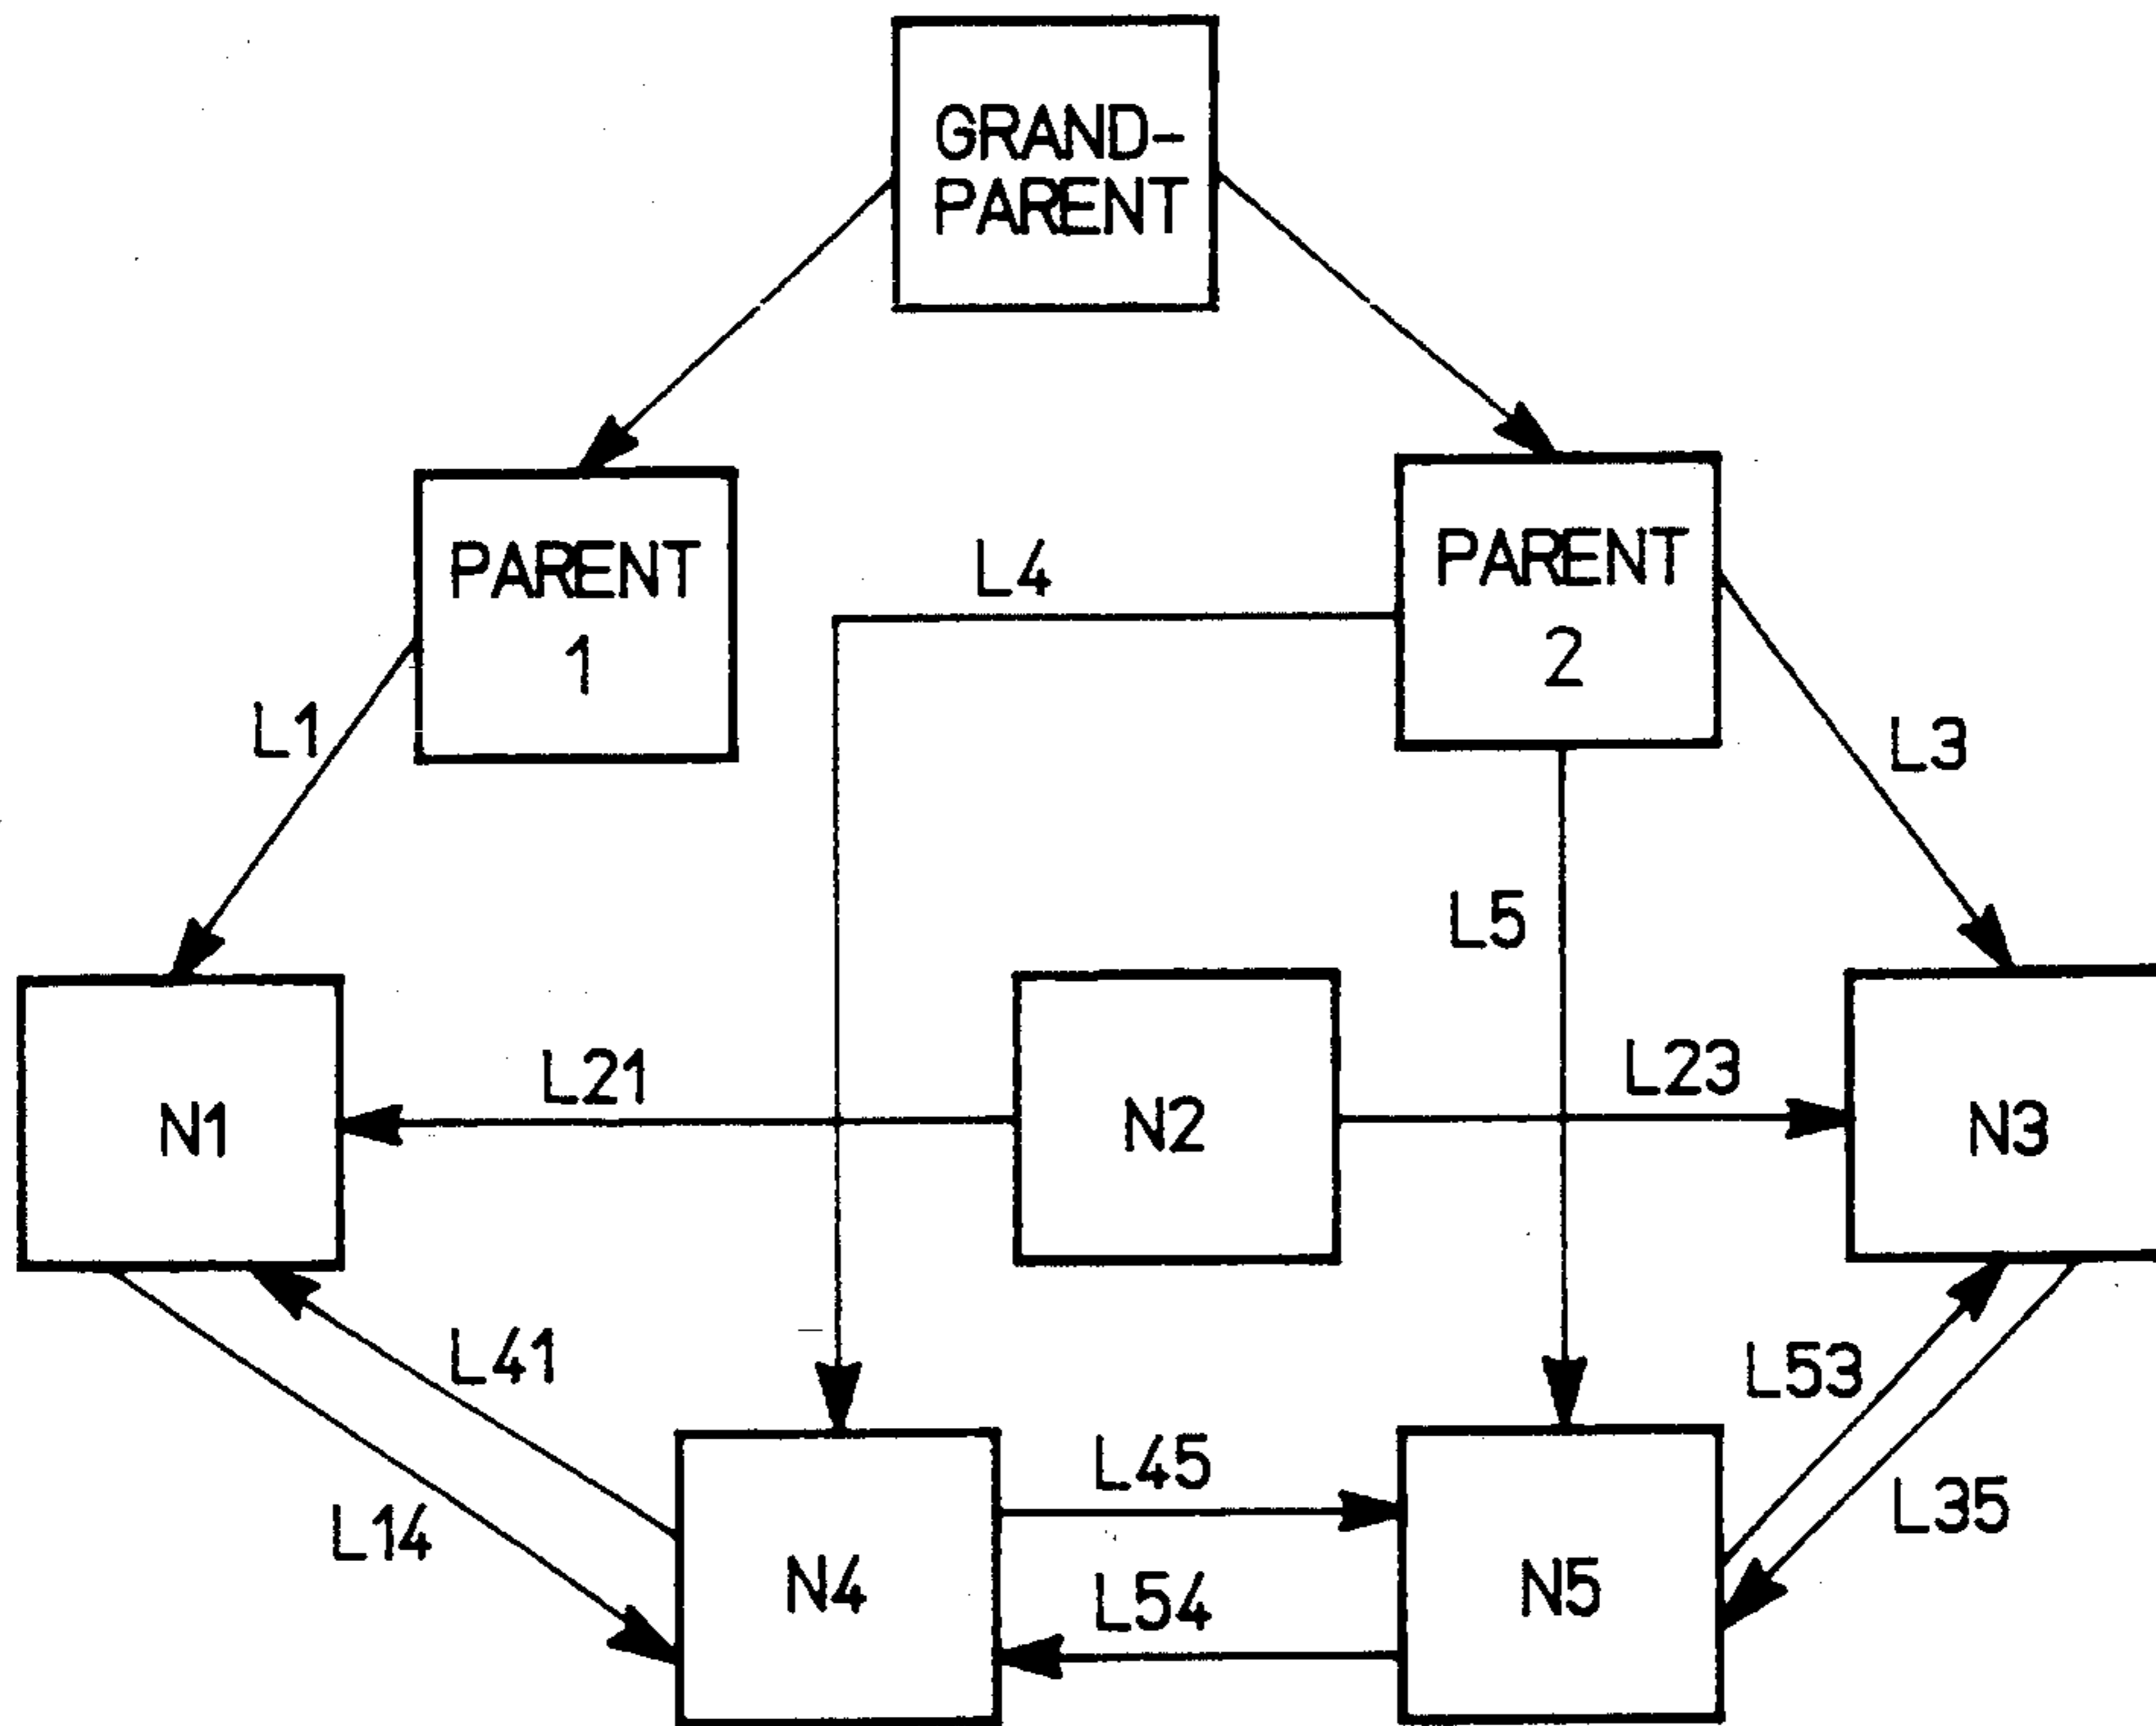 GRAND-
PARENT
PARENT
1
L4
PARENT
2
L1
L3
L5
N1
L21
N2
L23
N3
L41
L53
L14
L45
L35
N4
L54
N5